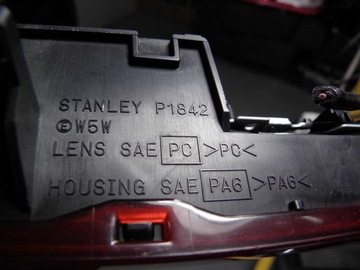 STANLEY P1842
©W5W
LENS SAE PC >PC<
HOUSING SAE PA6 >PA6<